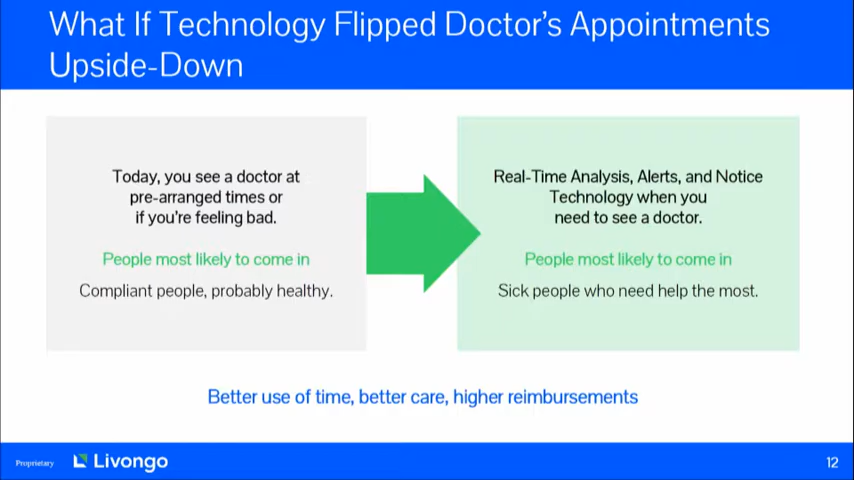 What If Technology Flipped Doctor's Appointments
Upside-Down
Today, you see a doctor at
pre-arranged times or
if you're feeling bad.
People most likely to come in
Compliant people, probably healthy.
Real-Time Analysis, Alerts, and Notice
Technology when you
need to see a doctor.
People most likely to come in
Sick people who need help the most.
Better use of time, better care, higher reimbursements
Proprietary
Livongo
12